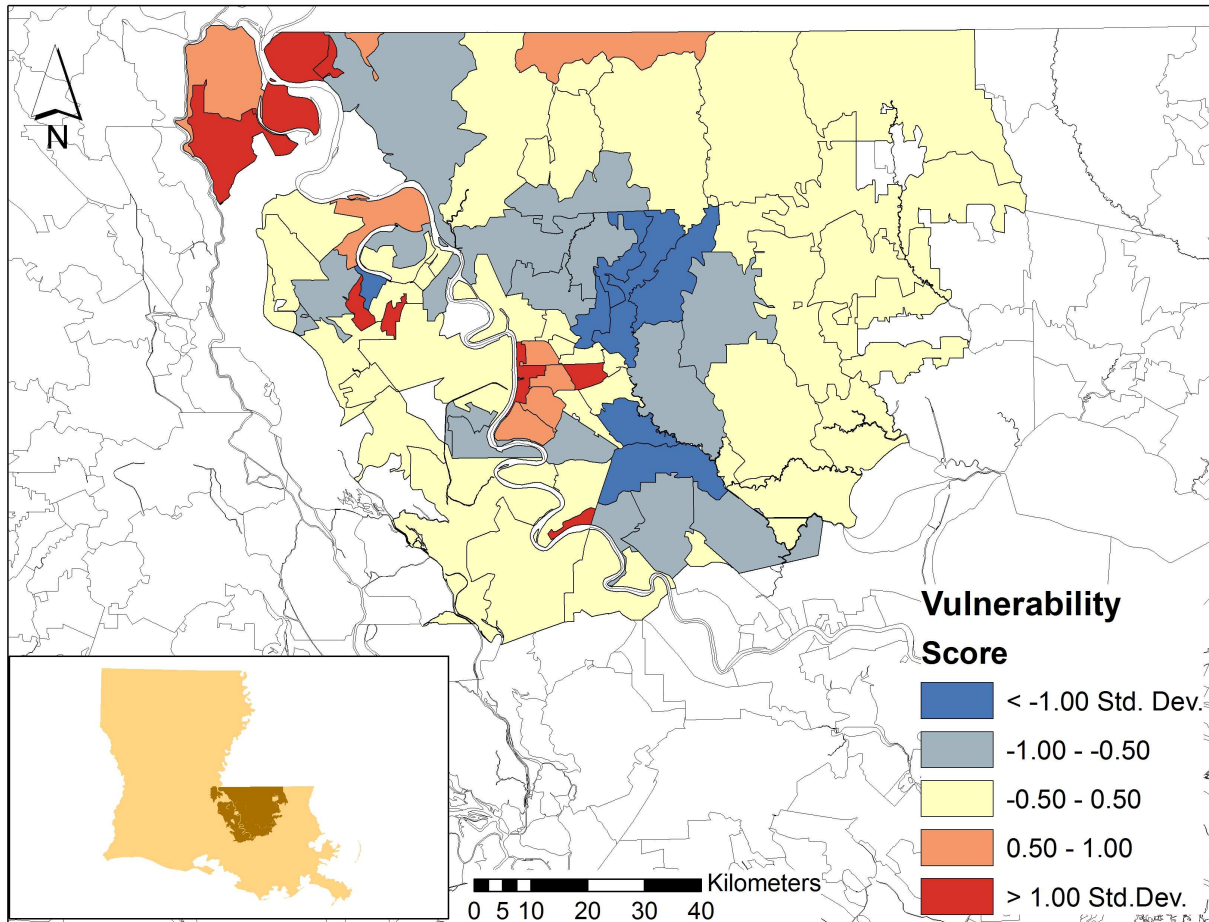 N
Vulnerability
Score
< -1.00 Std. Dev.
-1.00 - -0.50
-0.50 - 0.50
0.50 - 1.00
> 1.00 Std.Dev.
Kilometers
0 5 10 20 30 40